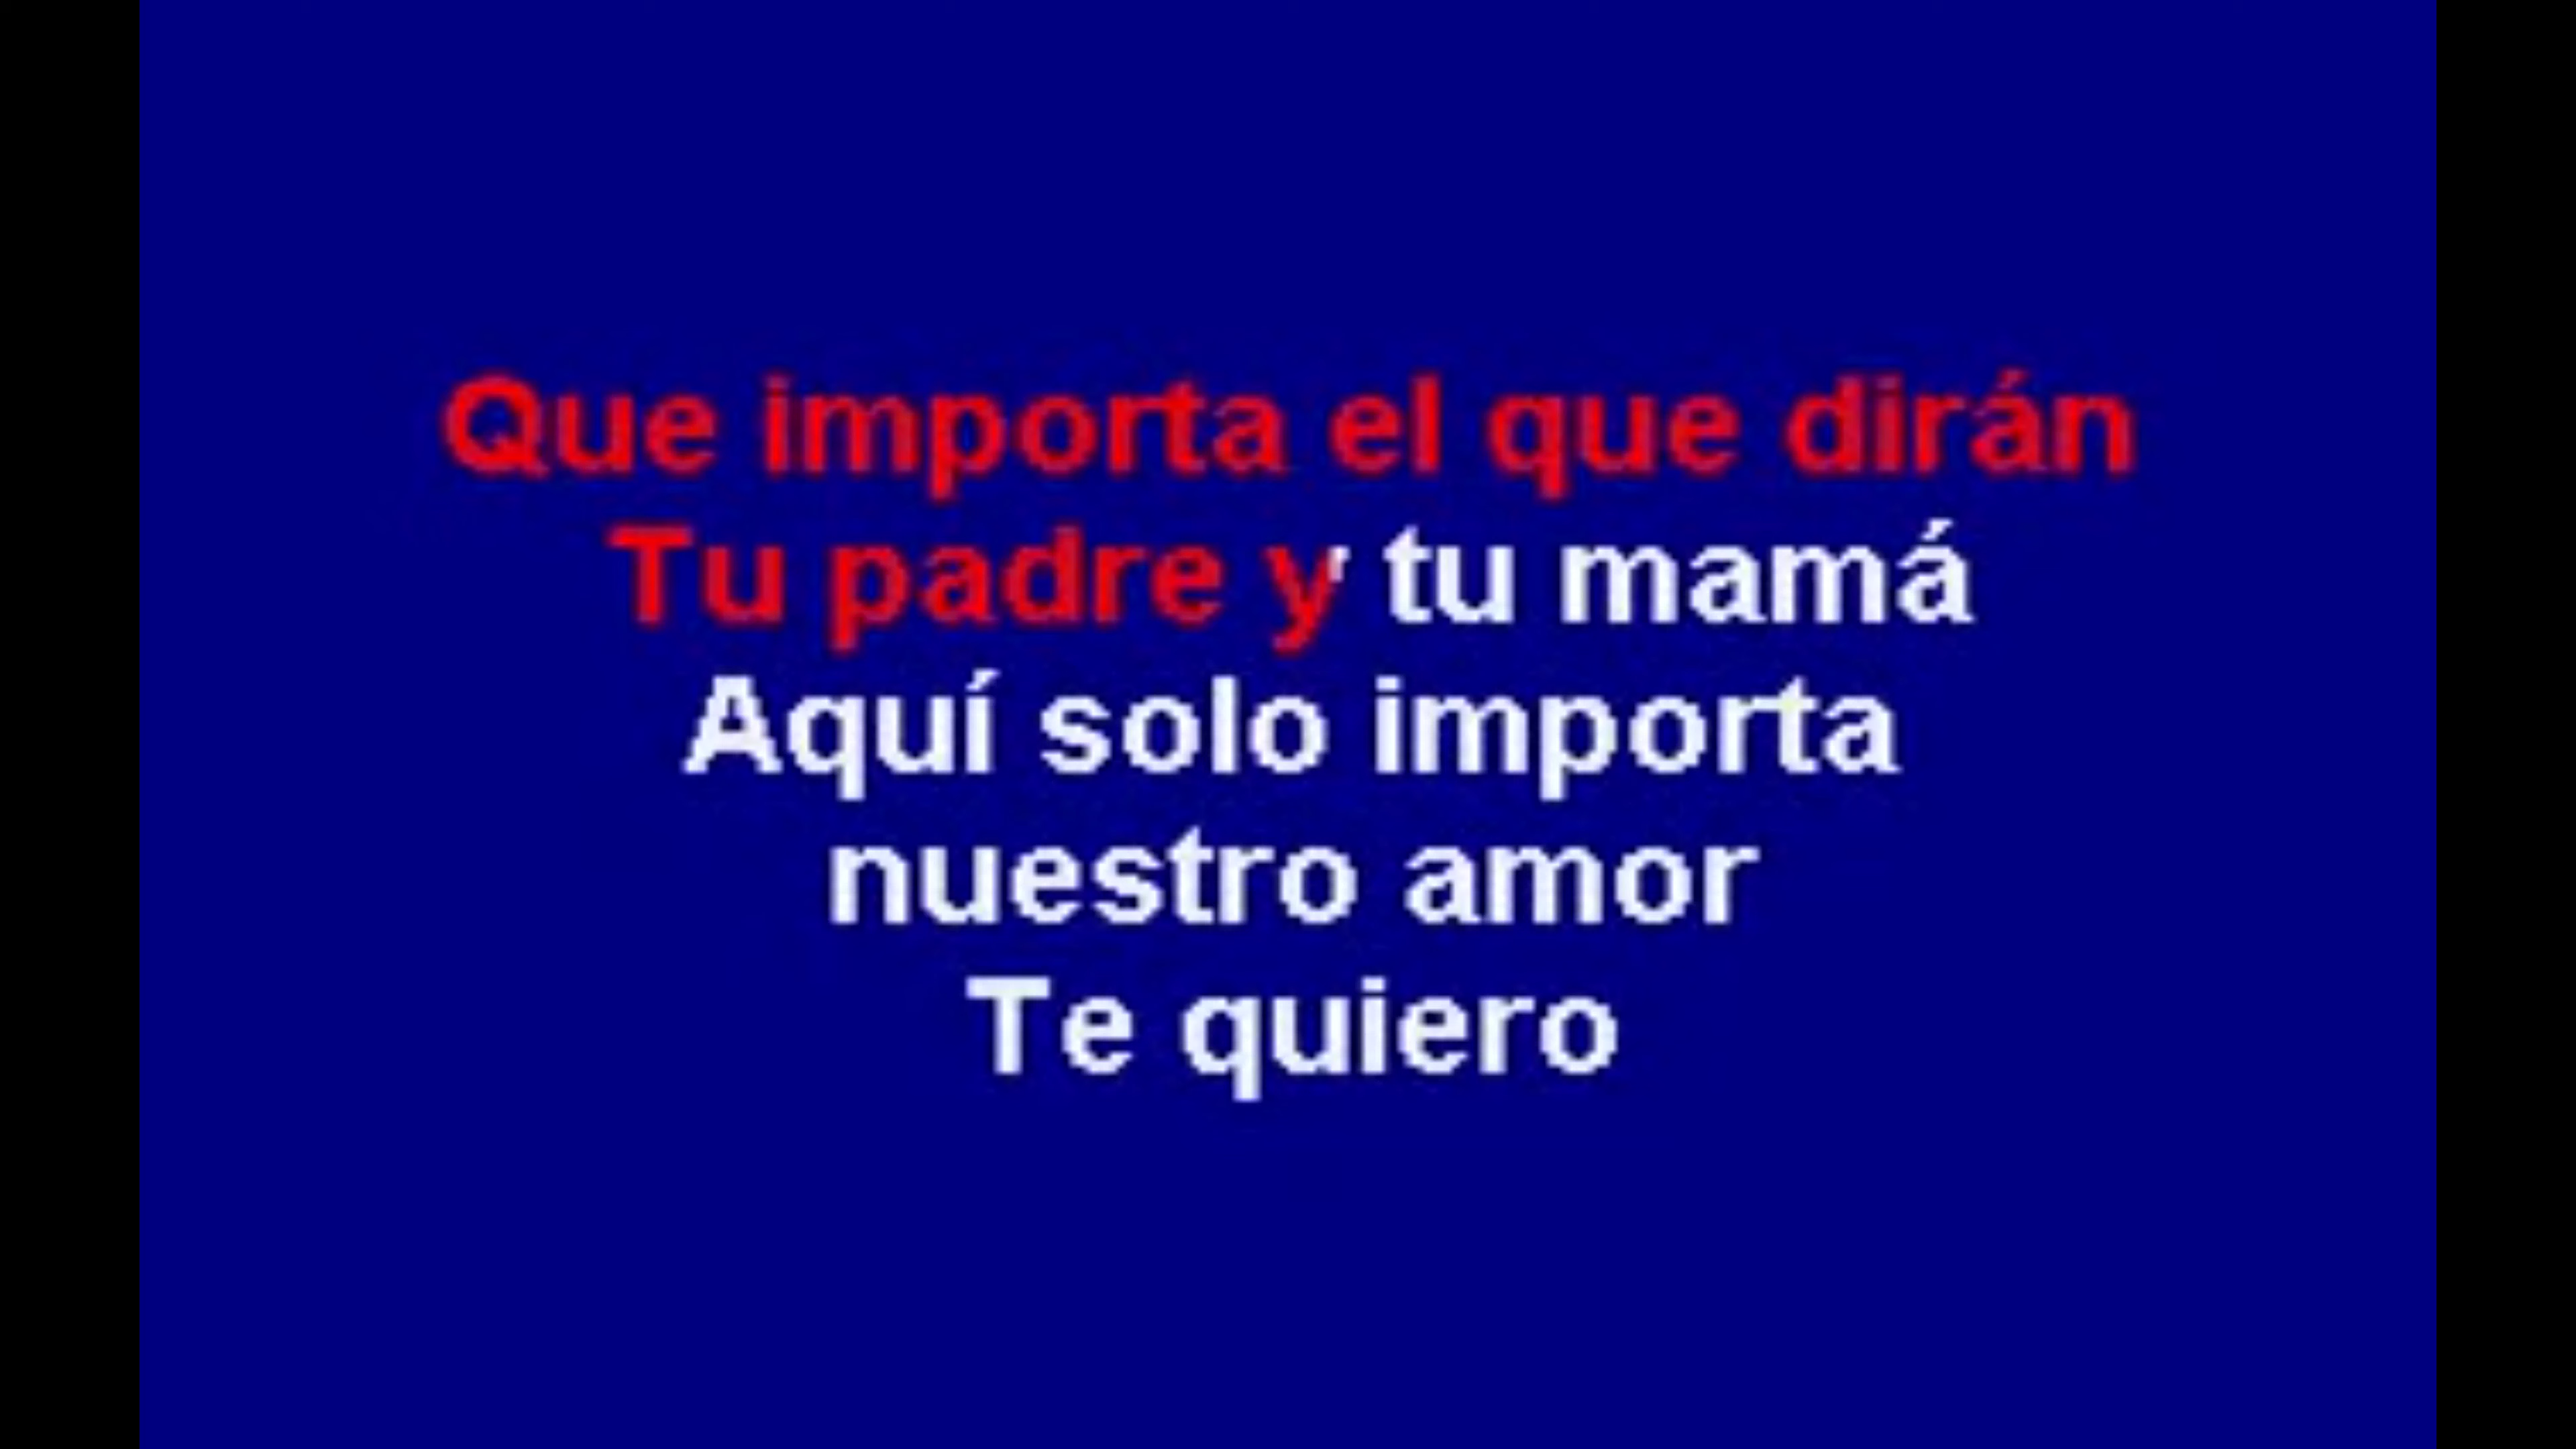 Que importa el que dirán
Tu padre y tu mamá
Aquí solo importa
nuestro amor
Te quiero